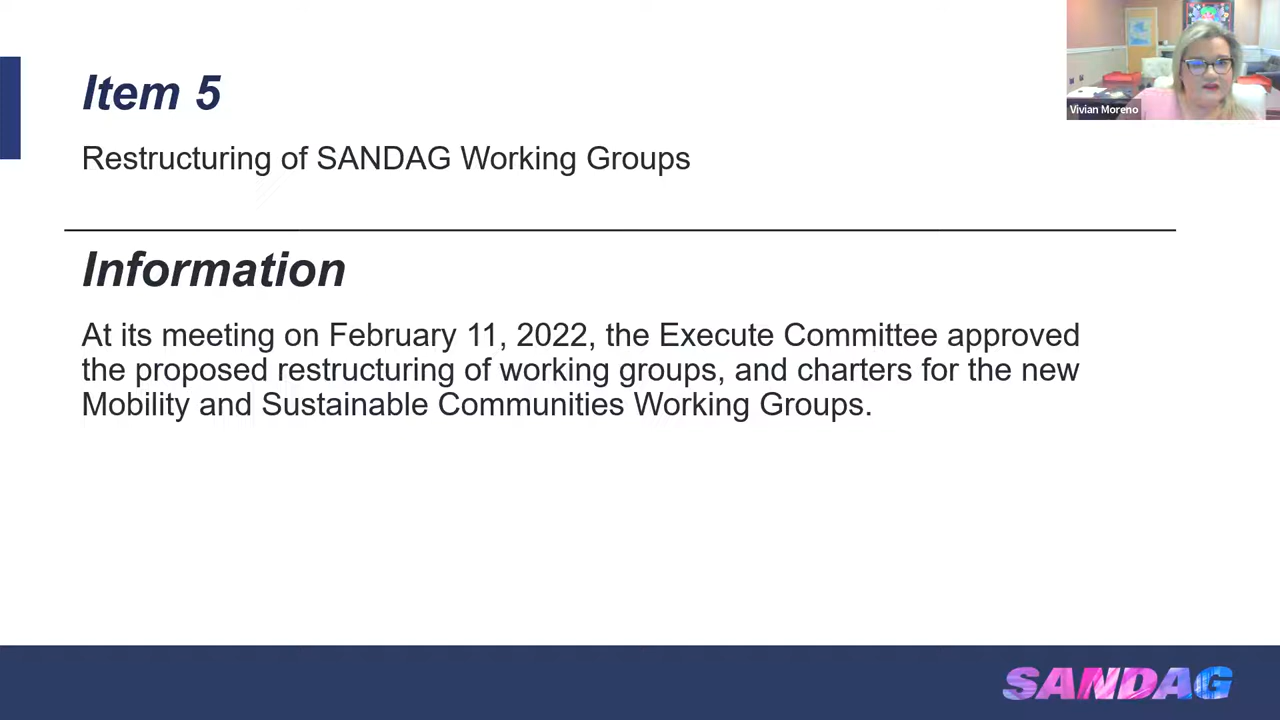 Item 5
Restructuring of SANDAG Working Groups
Information
At its meeting on February 11, 2022, the Execute Committee approved
the proposed restructuring of working groups, and charters for the new
Mobility and Sustainable Communities Working Groups.
Vivian Moreno
SANDAG